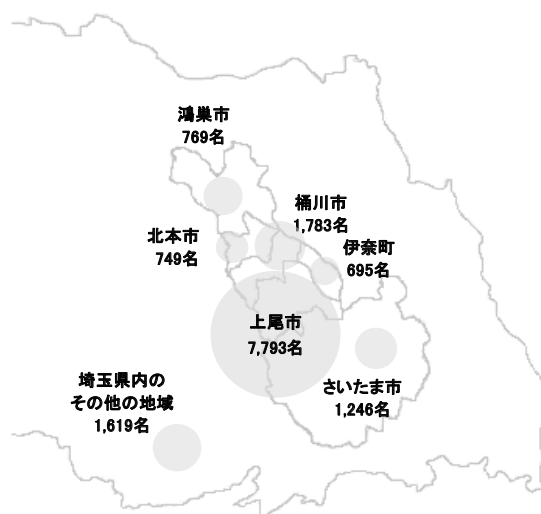 鴻巣市
769名
桶川市
1,783名
北本市
749名
伊奈町
695名
上尾市
7,793名
さいたま市
1,246名
埼玉県内の
その他の地域
1,619名